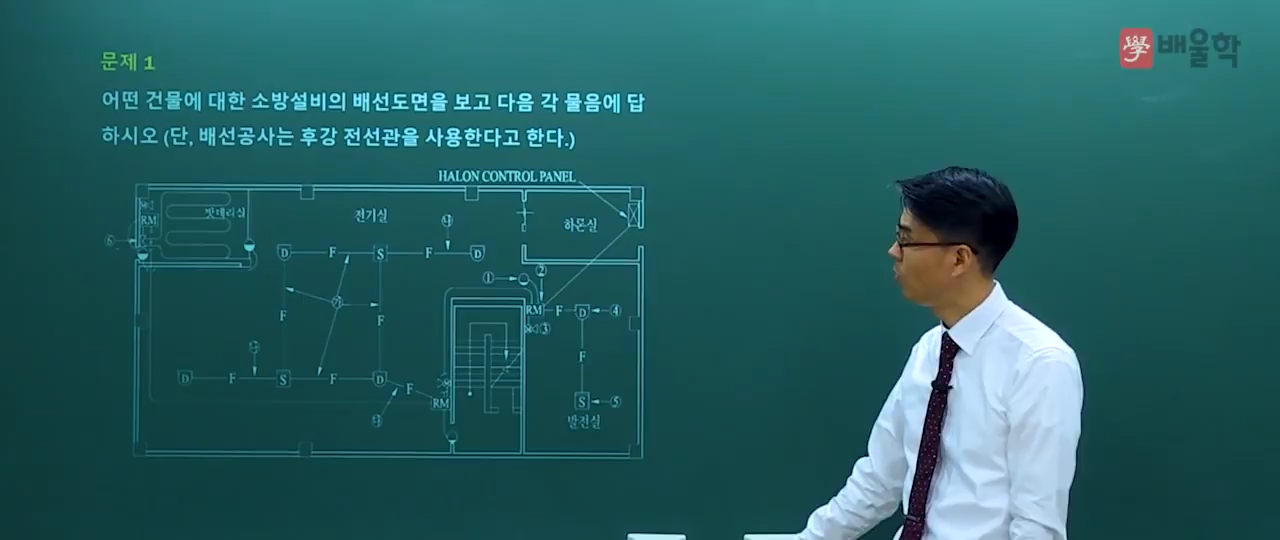 學 배울학
문제 1
어떤 건물에 대한 소방설비의 배선도면을 보고 다음 각 물음에 답
하시오 (단, 배선공사는 후강 전선관을 사용한다고 한다.)
HALON CONTROL PANEL
밧데리실
전기실
하론실
RM
㉯
⑥
D F S F D
① ②
㉮
F F
RM F D ④
③
F
D F S F D
F
RM
S ⑤
발전실